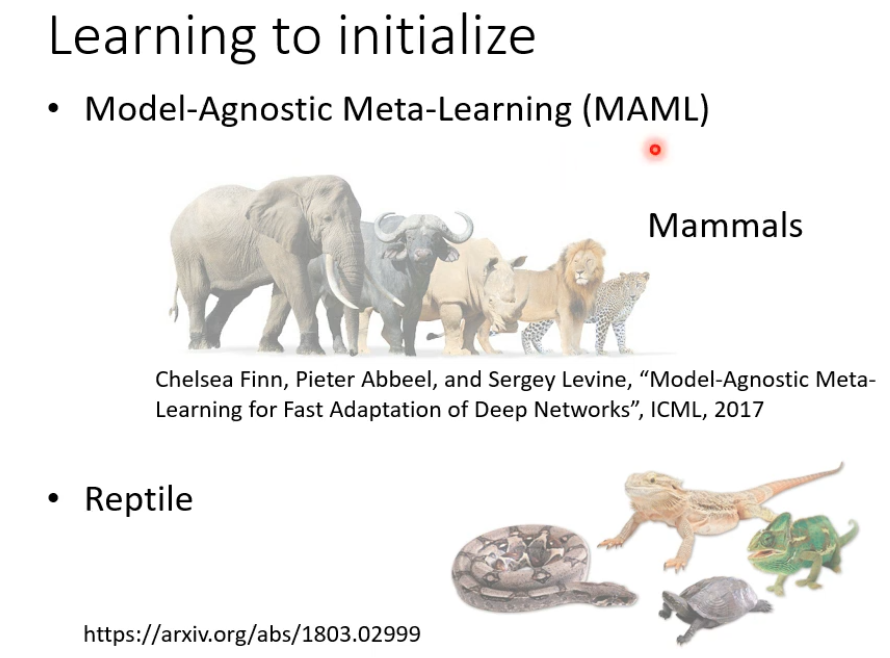 Learning to initialize
• Model-Agnostic Meta-Learning (MAML)
Mammals
Chelsea Finn, Pieter Abbeel, and Sergey Levine, “Model-Agnostic Meta-
Learning for Fast Adaptation of Deep Networks”, ICML, 2017
• Reptile
https://arxiv.org/abs/1803.02999